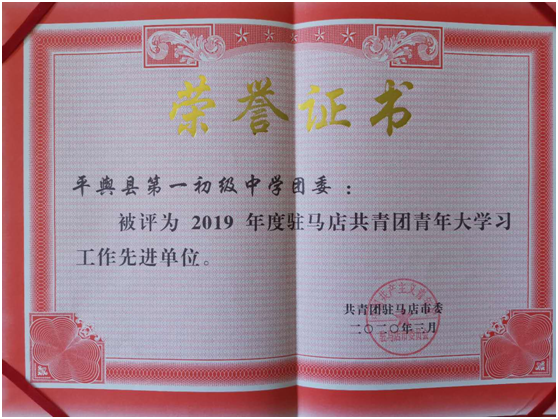 荣誉证书
平舆县第一初级中学团委：
被评为 2019 年度驻马店共青团青年大学习
工作先进单位。
共青团驻马店市委
二〇二〇年三月